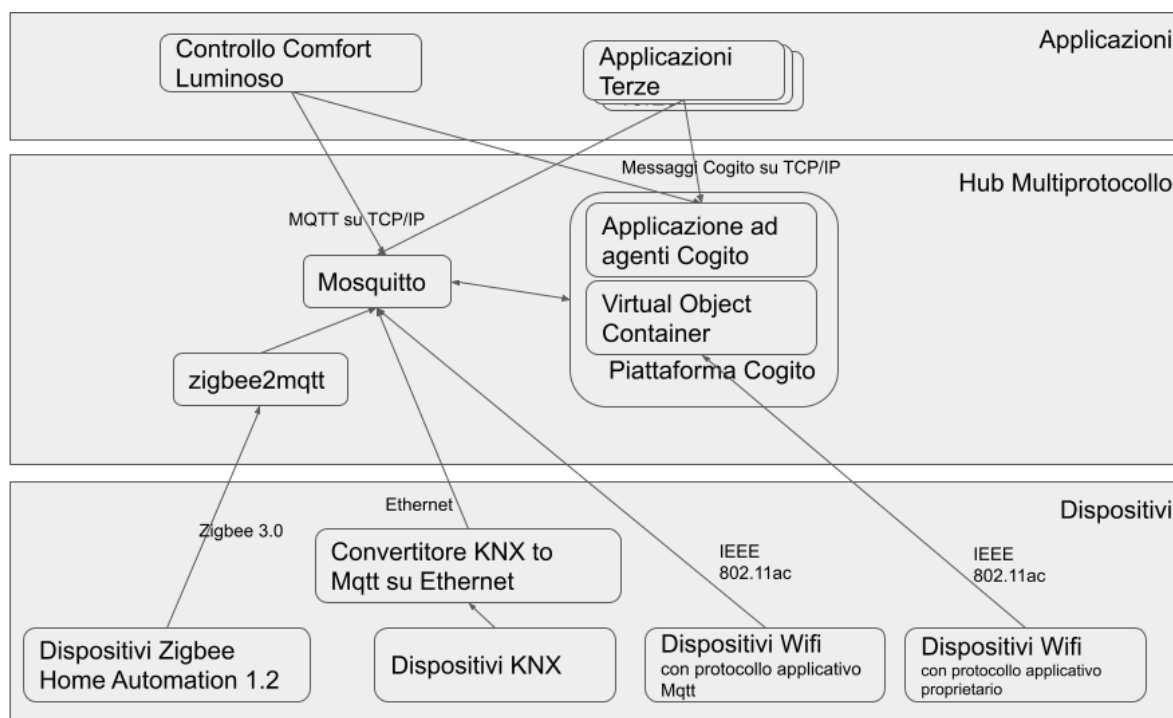 Applicazioni
Controllo Comfort
Luminoso
Applicazioni
Terze
Hub Multiprotocollo
Messaggi Cogito su TCP/IP
MQTT su TCP/IP
Applicazione ad
agenti Cogito
Mosquitto
Virtual Object
Container
Piattaforma Cogito
zigbee2mqtt
Dispositivi
Ethernet
Zigbee 3.0
Convertitore KNX to
Mqtt su Ethernet
IEEE
802.11ac
IEEE
802.11ac
Dispositivi Zigbee
Home Automation 1.2
Dispositivi KNX
Dispositivi Wifi
con protocollo applicativo
Mqtt
Dispositivi Wifi
con protocollo applicativo
proprietario